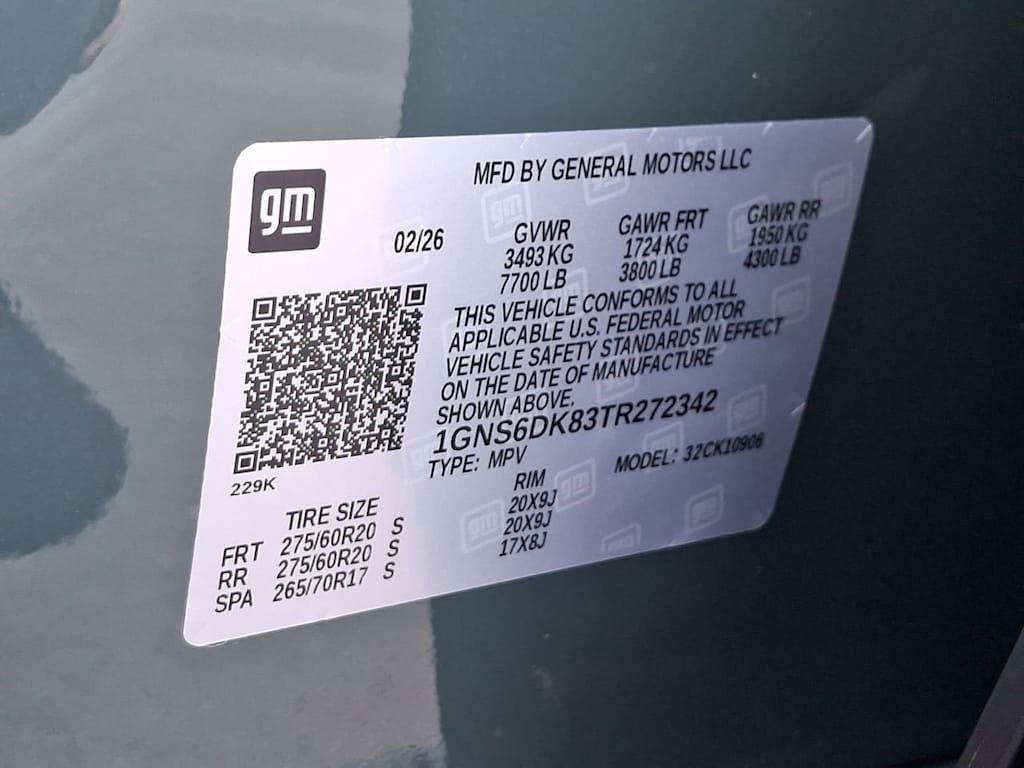 gm
MFD BY GENERAL MOTORS LLC
02/26
GVWR GAWR FRT GAWR RR
3493 KG 1724 KG 1950 KG
7700 LB 3800 LB 4300 LB
THIS VEHICLE CONFORMS TO ALL
APPLICABLE U.S. FEDERAL MOTOR
VEHICLE SAFETY STANDARDS IN EFFECT
ON THE DATE OF MANUFACTURE
SHOWN ABOVE.
1GNS6DK83TR272342
TYPE: MPV MODEL: 32CK10906
229K
TIRE SIZE RIM
FRT 275/60R20 S 20X9J
RR 275/60R20 S 20X9J
SPA 265/70R17 S 17X8J